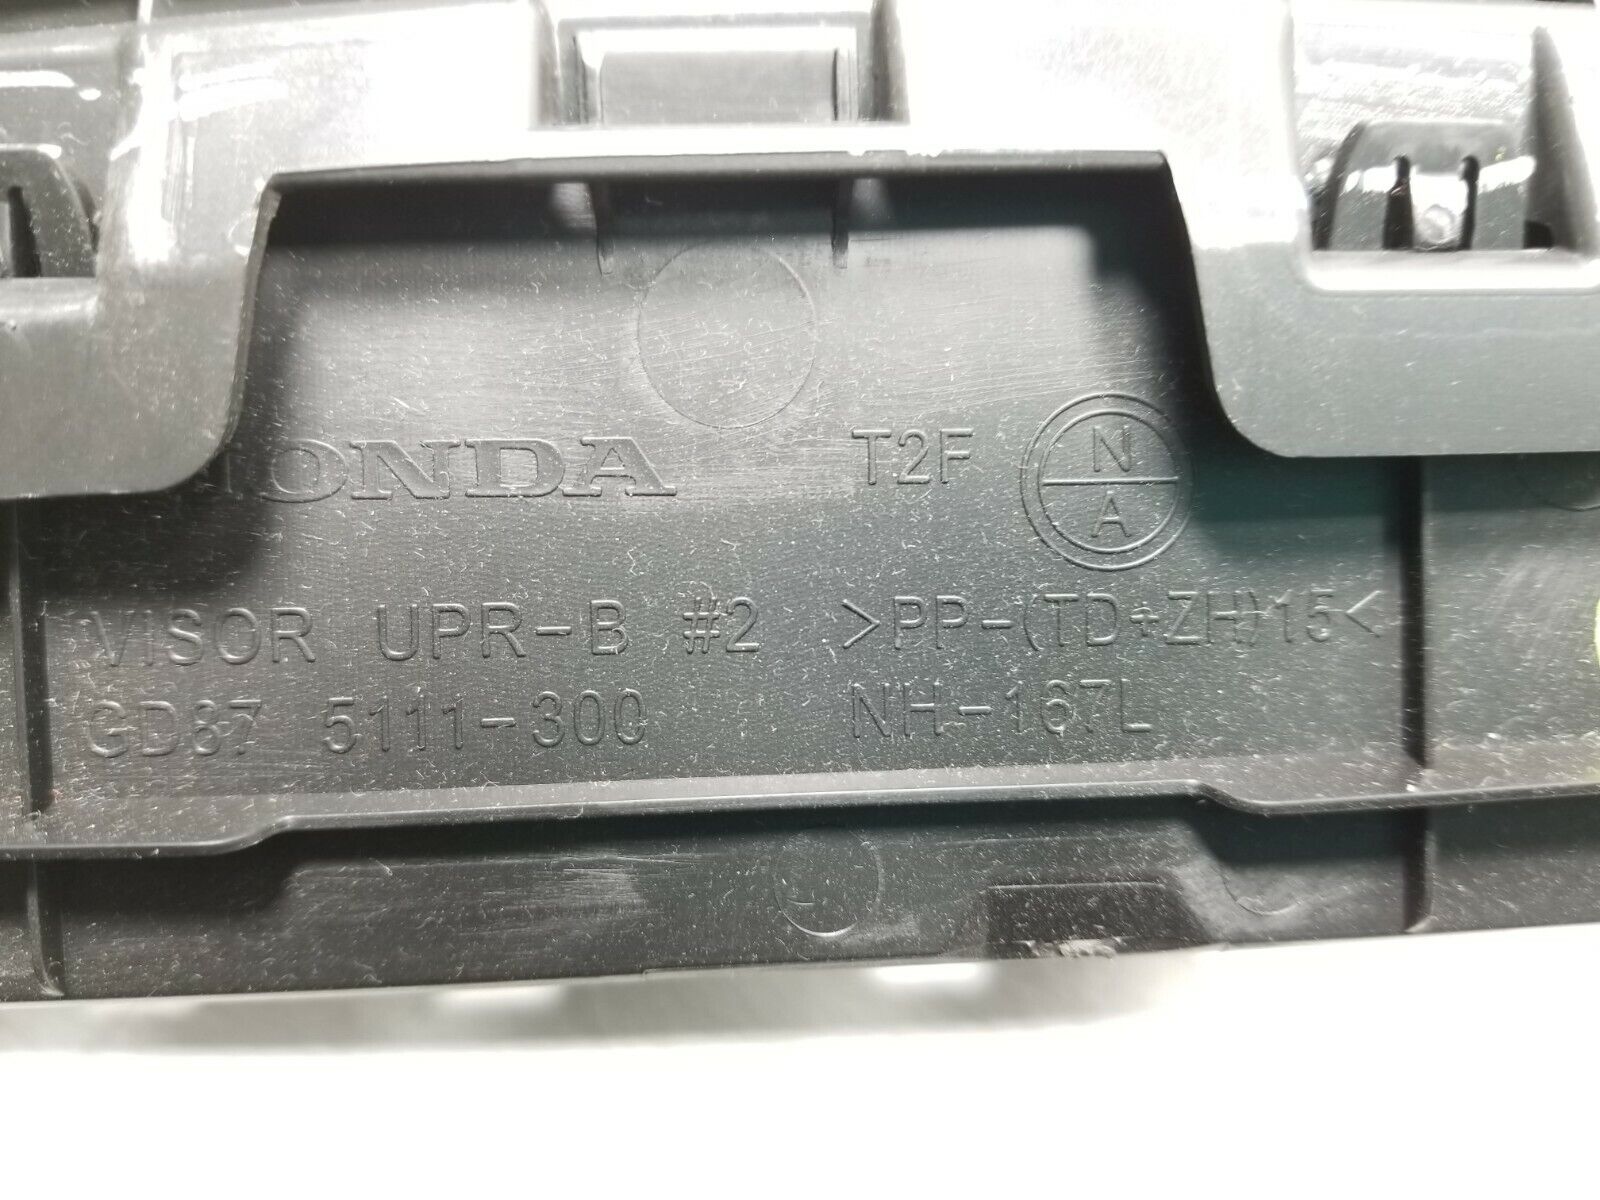 HONDA T2F N A
VISOR UPR-B #2 >PP-(TD+ZH)15<
GD87 5111-300 NH-167L